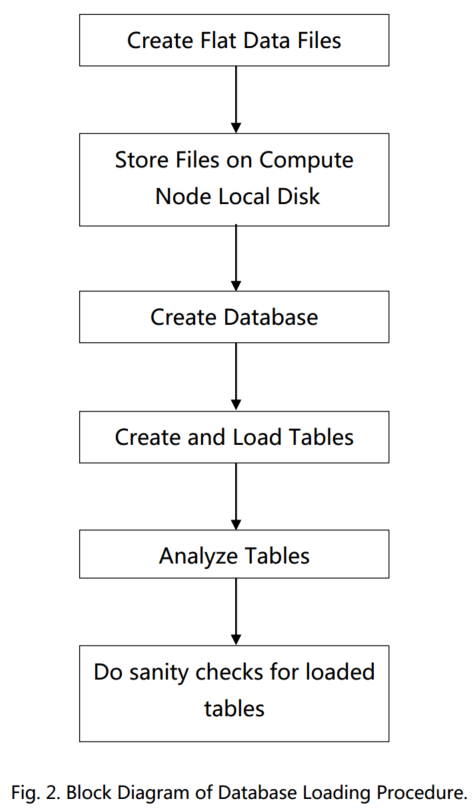 Create Flat Data Files
Store Files on Compute
Node Local Disk
Create Database
Create and Load Tables
Analyze Tables
Do sanity checks for loaded
tables
Fig. 2. Block Diagram of Database Loading Procedure.